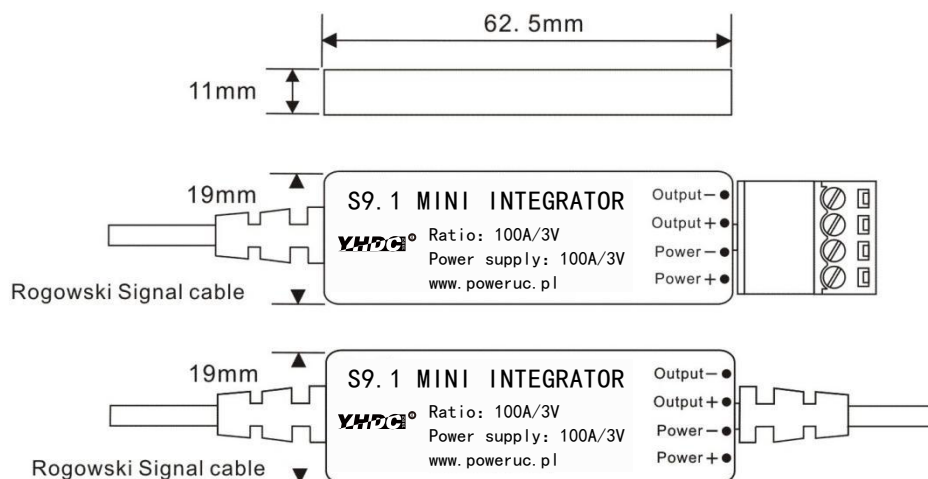 62. 5mm
11mm
19mm
S9. 1 MINI INTEGRATOR
YHDC®
Ratio: 100A/3V
Power supply: 100A/3V
www. poweruc. pl
Output－
Output＋
Power－
Power＋
Rogowski Signal cable
19mm
S9. 1 MINI INTEGRATOR
YHDC®
Ratio: 100A/3V
Power supply: 100A/3V
www. poweruc. pl
Output－
Output＋
Power－
Power＋
Rogowski Signal cable